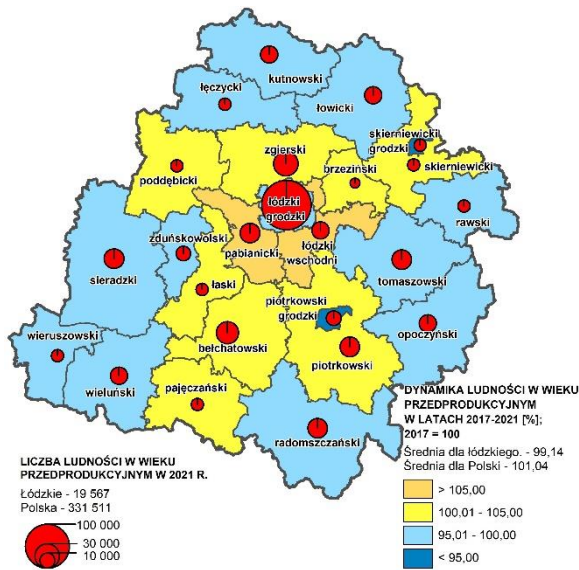 kutnowski
łęczycki
łowicki
skierniewicki
grodzki
zgierski
brzeziński
skierniewicki
poddębicki
łódzki
grodzki
rawski
zduńskowolski
pabianicki
łódzki
wschodni
sieradzki
tomaszowski
łaski
piotrkowski
grodzki
opoczyński
wieruszowski
bełchatowski
piotrkowski
wieluński
pajęczański
radomszczański
DYNAMIKA LUDNOŚCI W WIEKU
PRZEDPRODUKCYJNYM
W LATACH 2017-2021 [%];
2017 = 100
Średnia dla łódzkiego. - 99,14
Średnia dla Polski - 101,04
> 105,00
100,01 - 105,00
95,01 - 100,00
< 95,00
LICZBA LUDNOŚCI W WIEKU
PRZEDPRODUKCYJNYM W 2021 R.
Łódzkie - 19 567
Polska - 331 511
100 000
30 000
10 000